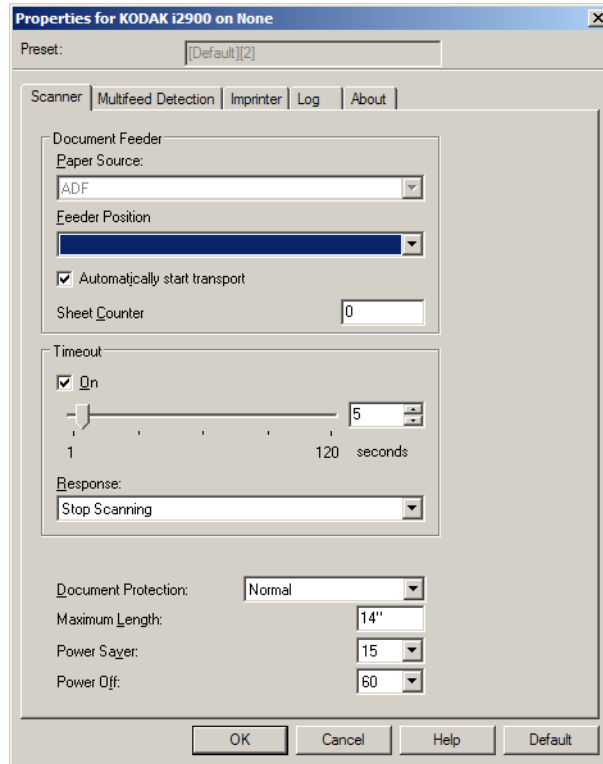 Properties for KODAK i2900 on None
Preset: [Default][2]
Scanner Multifeed Detection Imprinter Log About
Document Feeder
Paper Source:
ADF
Feeder Position
Automatically start transport
Sheet Counter 0
Timeout
On
5
1 120 seconds
Response:
Stop Scanning
Document Protection: Normal
Maximum Length: 14"
Power Saver: 15
Power Off: 60
OK Cancel Help Default